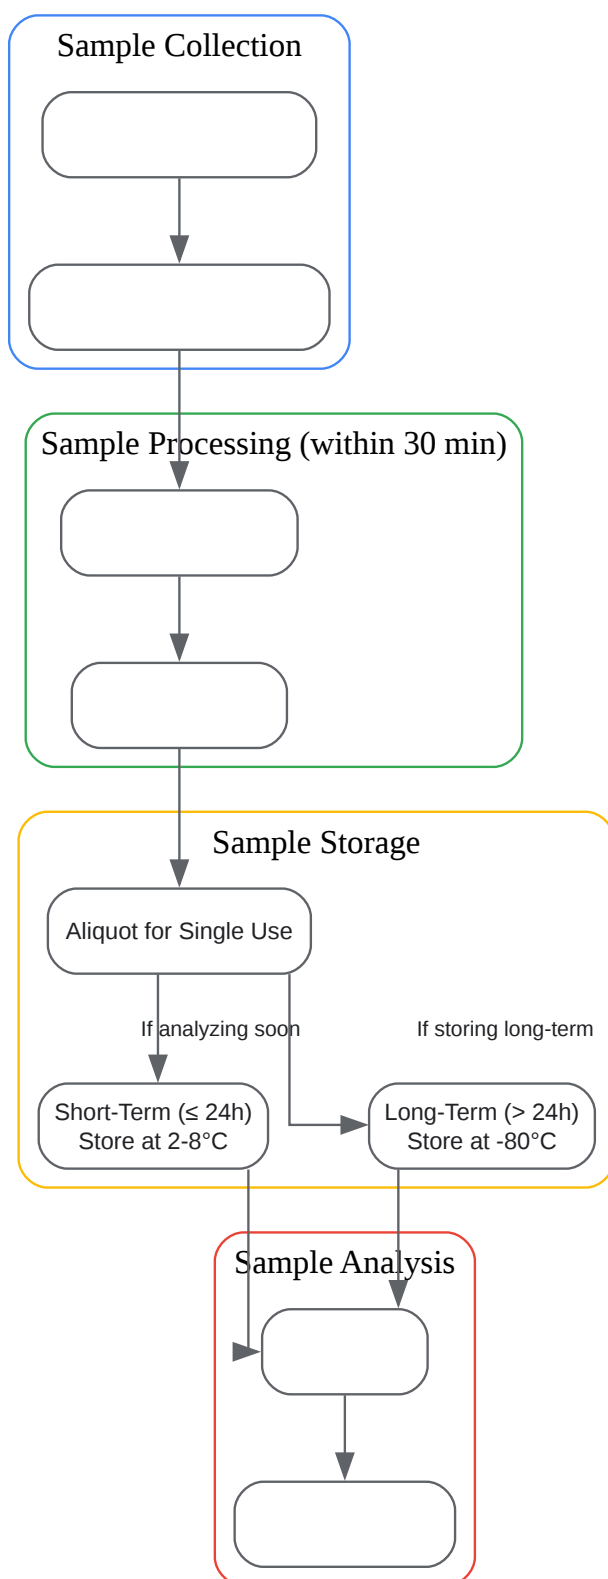 Sample Collection
Sample Processing (within 30 min)
Sample Storage
Aliquot for Single Use
If analyzing soon
If storing long-term
Short-Term (≤ 24h)
Store at 2-8°C
Long-Term (> 24h)
Store at -80°C
Sample Analysis